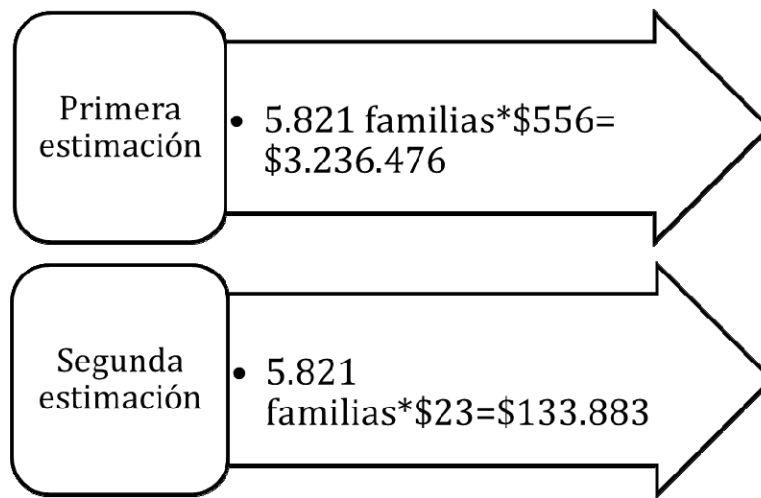 Primera
estimación
• 5.821 familias*$556=
$3.236.476
Segunda
estimación
• 5.821
familias*$23=$133.883